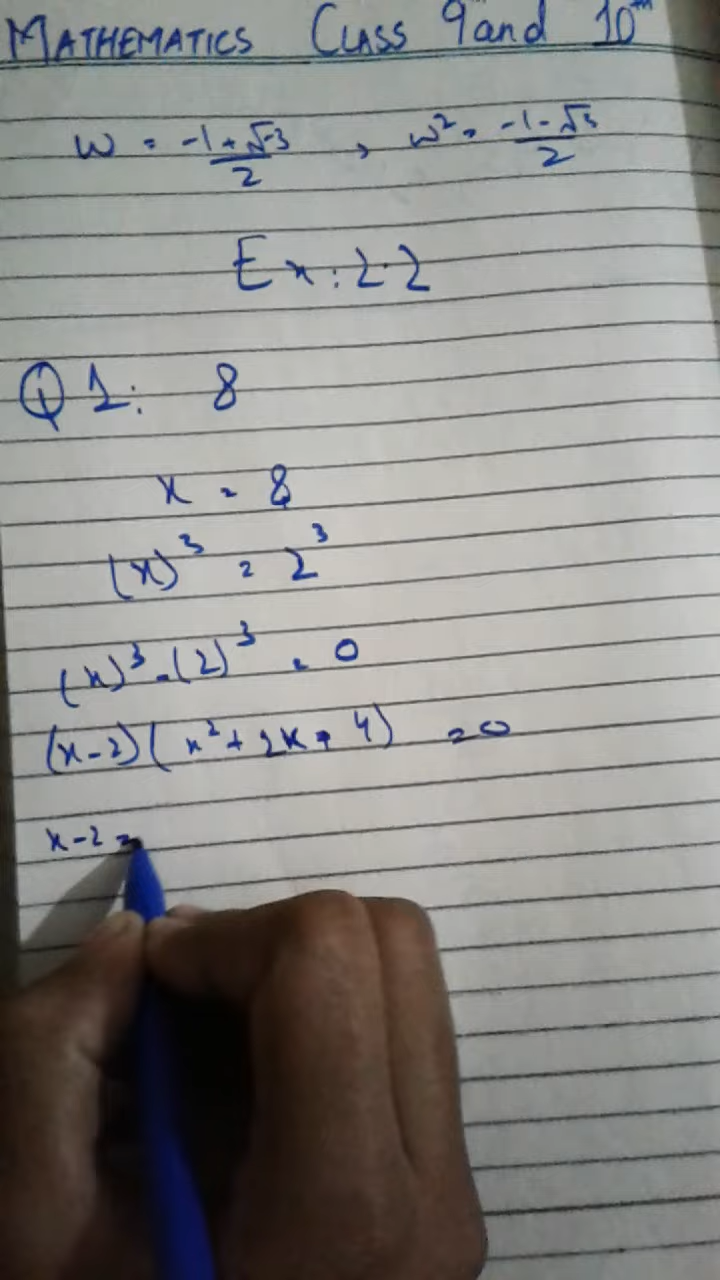 MATHEMATICS CLASS 9 and 10th
w = (-1+√-3)/2 , w² = (-1-√3)/2
Ex: 2.2
Q1: 8
x = 8
(x)³ = 2³
(x)³-(2)³ = 0
(x-2)(x²+2x+4) =0
x-2 =